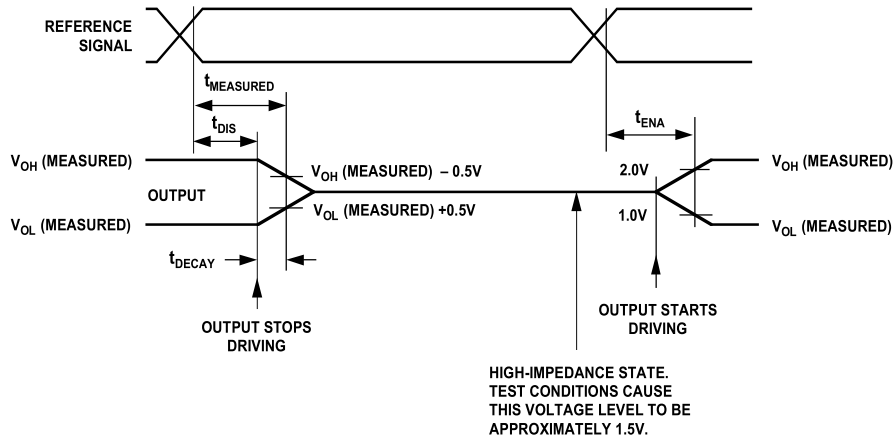 REFERENCE
SIGNAL
tMEASURED
tDIS
tENA
VOH (MEASURED)
VOH (MEASURED) – 0.5V
2.0V
VOH (MEASURED)
OUTPUT
VOL (MEASURED) +0.5V
1.0V
VOL (MEASURED)
VOL (MEASURED)
tDECAY
OUTPUT STOPS
DRIVING
OUTPUT STARTS
DRIVING
HIGH-IMPEDANCE STATE.
TEST CONDITIONS CAUSE
THIS VOLTAGE LEVEL TO BE
APPROXIMATELY 1.5V.